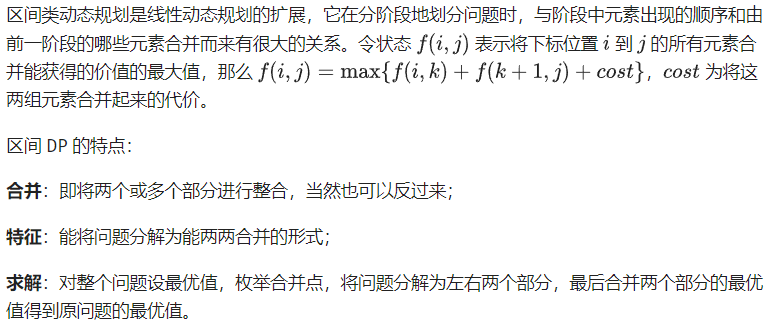 区间类动态规划是线性动态规划的扩展，它在分阶段地划分问题时，与阶段中元素出现的顺序和由
前一阶段的哪些元素合并而来有很大的关系。令状态 f(i, j) 表示将下标位置 i 到 j 的所有元素合
并能获得的价值的最大值，那么 f(i, j) = max{f(i, k) + f(k + 1, j) + cost}，cost 为将这
两组元素合并起来的代价。
区间 DP 的特点：
合并：即将两个或多个部分进行整合，当然也可以反过来；
特征：能将问题分解为能两两合并的形式；
求解：对整个问题设最优值，枚举合并点，将问题分解为左右两个部分，最后合并两个部分的最优
值得到原问题的最优值。